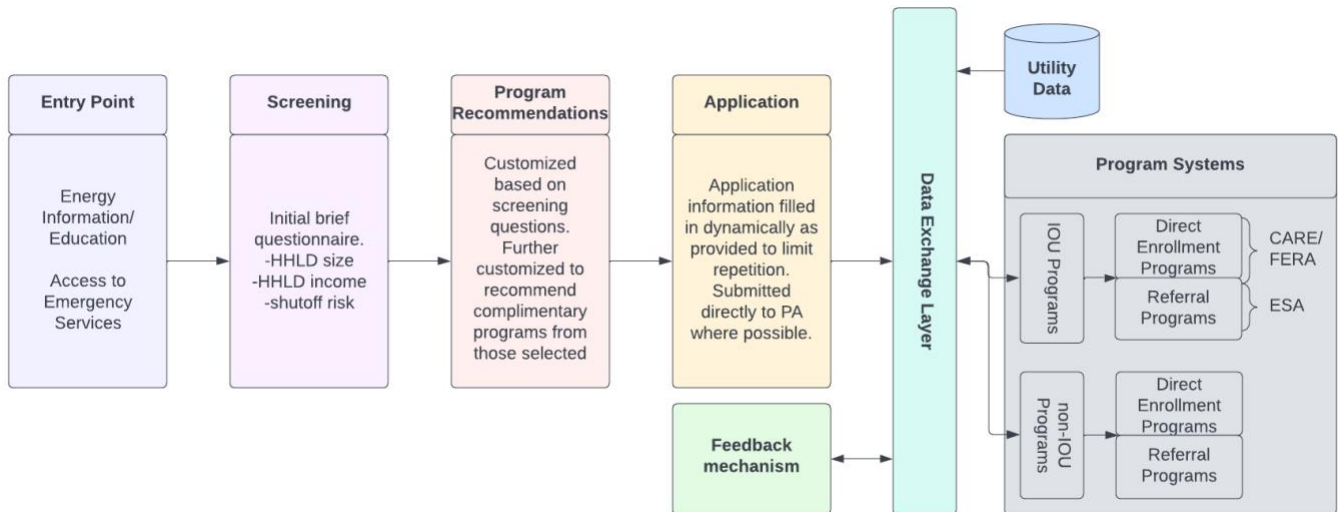 Entry Point
Energy
Information/
Education
Access to
Emergency
Services
Screening
Initial brief
questionnaire.
-HHLD size
-HHLD income
-shutoff risk
Program
Recommendations
Customized
based on
screening
questions.
Further
customized to
recommend
complimentary
programs from
those selected
Application
Application
information filled
in dynamically as
provided to limit
repetition.
Submitted
directly to PA
where possible.
Feedback
mechanism
Data Exchange Layer
Utility
Data
Program Systems
IOU Programs
Direct
Enrollment
Programs
Referral
Programs
CARE/
FERA
ESA
non-IOU
Programs
Direct
Enrollment
Programs
Referral
Programs